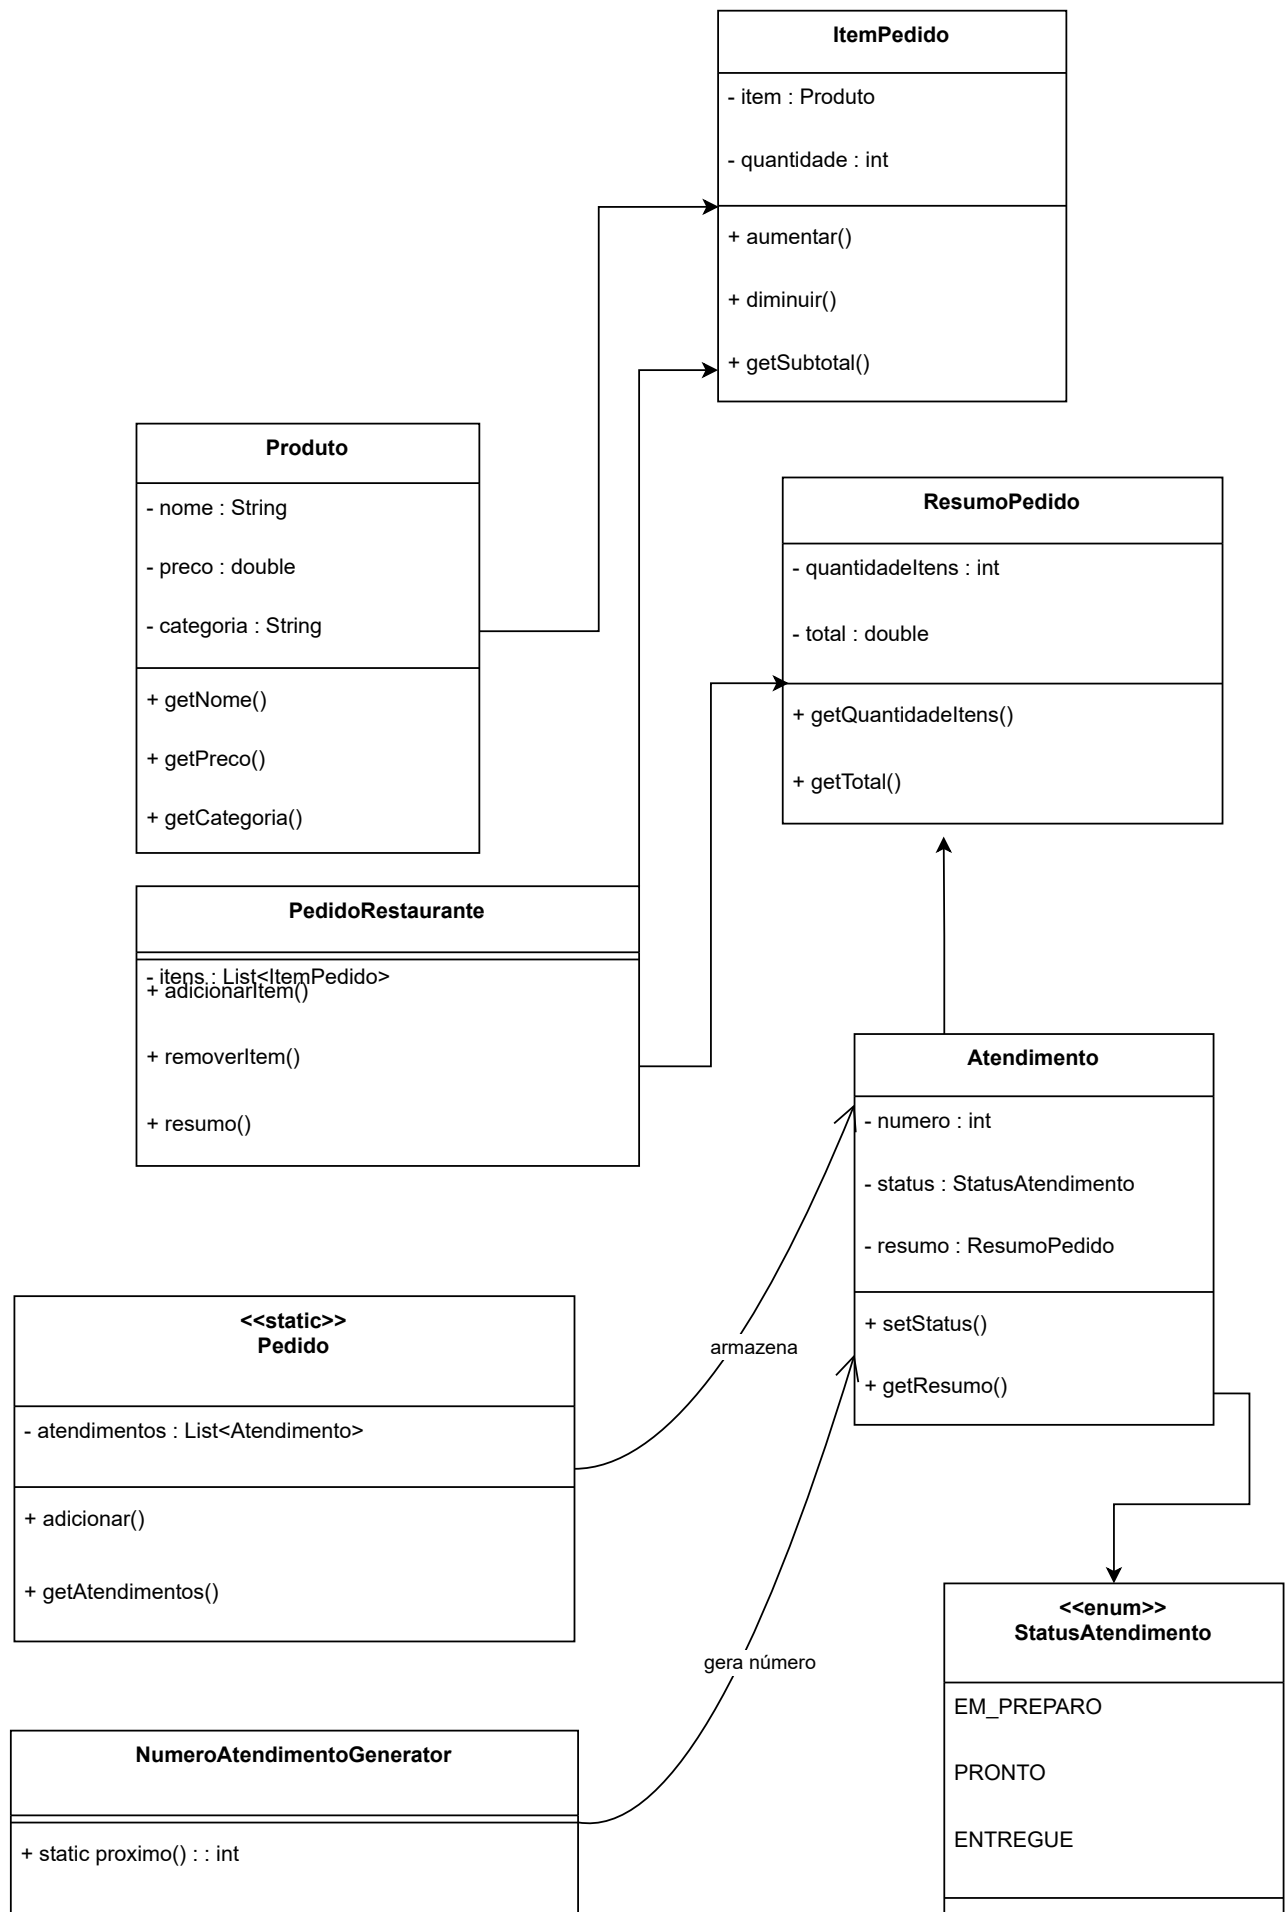 ItemPedido
- item : Produto
- quantidade : int
+ aumentar()
+ diminuir()
+ getSubtotal()
Produto
- nome : String
- preco : double
- categoria : String
+ getNome()
+ getPreco()
+ getCategoria()
ResumoPedido
- quantidadeItens : int
- total : double
+ getQuantidadeItens()
+ getTotal()
PedidoRestaurante
- itens : List<ItemPedido>
+ adicionarItem()
+ removerItem()
+ resumo()
Atendimento
- numero : int
- status : StatusAtendimento
- resumo : ResumoPedido
+ setStatus()
+ getResumo()
<<static>>
Pedido
- atendimentos : List<Atendimento>
+ adicionar()
+ getAtendimentos()
armazena
gera número
NumeroAtendimentoGenerator
+ static proximo() : : int
<<enum>>
StatusAtendimento
EM_PREPARO
PRONTO
ENTREGUE